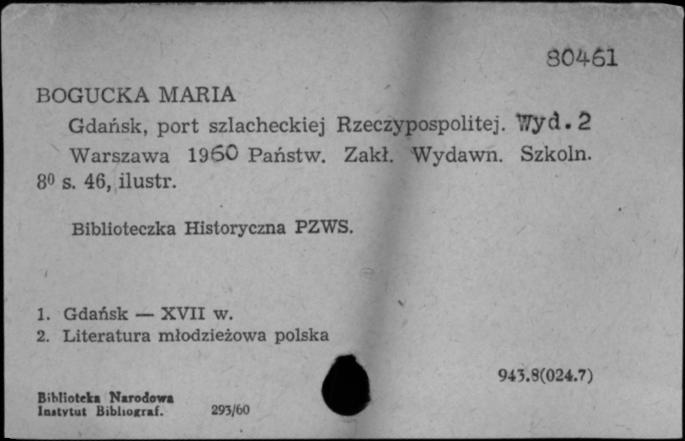 80461
BOGUCKA MARIA
Gdańsk, port szlacheckiej Rzeczypospolitej. Wyd. 2
Warszawa 1960 Państw. Zakł. Wydawn. Szkoln.
8⁰ s. 46, ilustr.
Biblioteczka Historyczna PZWS.
1. Gdańsk — XVII w.
2. Literatura młodzieżowa polska
943.8(024.7)
Biblioteka Narodowa
Instytut Bibliograf. 293/60